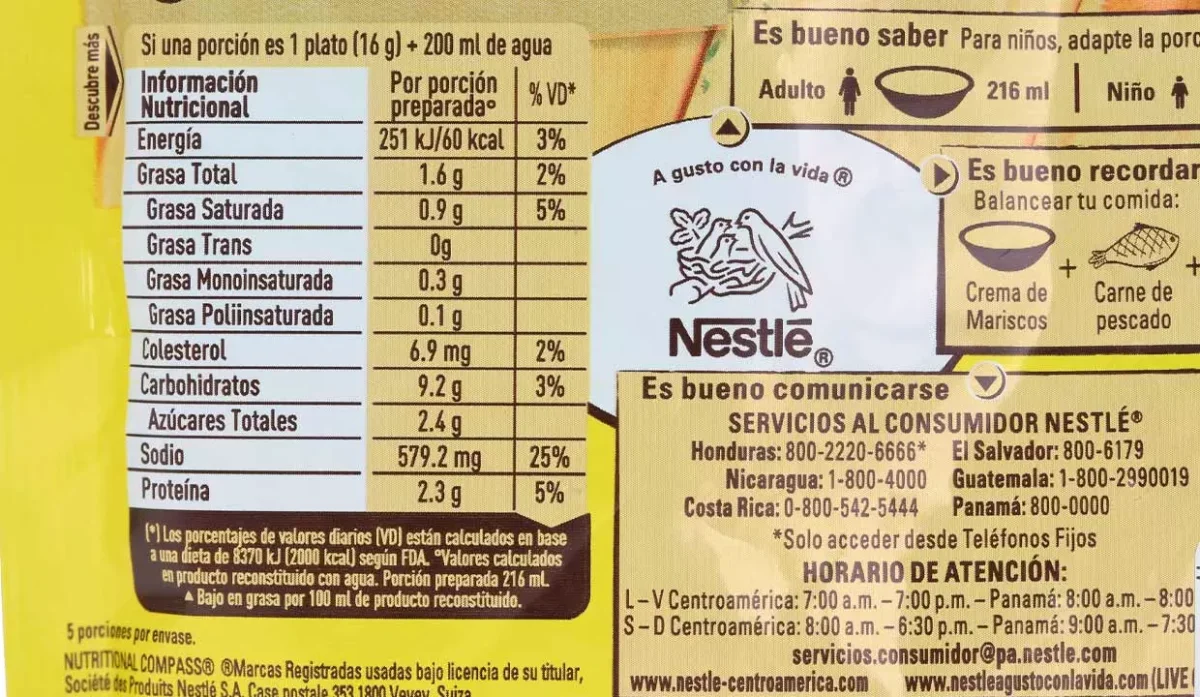 Descubre más
Si una porción es 1 plato (16 g) + 200 ml de agua
Información Nutricional Por porción preparada° % VD*
Energía 251 kJ/60 kcal 3%
Grasa Total 1.6 g 2%
Grasa Saturada 0.9 g 5%
Grasa Trans 0g
Grasa Monoinsaturada 0.3 g
Grasa Poliinsaturada 0.1 g
Colesterol 6.9 mg 2%
Carbohidratos 9.2 g 3%
Azúcares Totales 2.4 g
Sodio 579.2 mg 25%
Proteína 2.3 g 5%
(*) Los porcentajes de valores diarios (VD) están calculados en base
a una dieta de 8370 kJ (2000 kcal) según FDA. °Valores calculados
en producto reconstituido con agua. Porción preparada 216 ml.
▲ Bajo en grasa por 100 ml de producto reconstituido.
5 porciones por envase.
NUTRITIONAL COMPASS® ®Marcas Registradas usadas bajo licencia de su titular,
Société des Produits Nestlé S.A. Case postale 353 1800 Vevey, Suiza
Es bueno saber Para niños, adapte la porc
Adulto 216 ml | Niño
A gusto con la vida ®
Nestlé®
Es bueno recordar
Balancear tu comida:
+ +
Crema de Mariscos
Carne de pescado
Es bueno comunicarse
SERVICIOS AL CONSUMIDOR NESTLÉ®
Honduras: 800-2220-6666* El Salvador: 800-6179
Nicaragua: 1-800-4000 Guatemala: 1-800-2990019
Costa Rica: 0-800-542-5444 Panamá: 800-0000
*Solo acceder desde Teléfonos Fijos
HORARIO DE ATENCIÓN:
L – V Centroamérica: 7:00 a.m. – 7:00 p.m. – Panamá: 8:00 a.m. – 8:00
S – D Centroamérica: 8:00 a.m. – 6:30 p.m. – Panamá: 9:00 a.m. – 7:30
servicios.consumidor@pa.nestle.com
www.nestle-centroamerica.com www.nestleagustoconlavida.com (LIVE